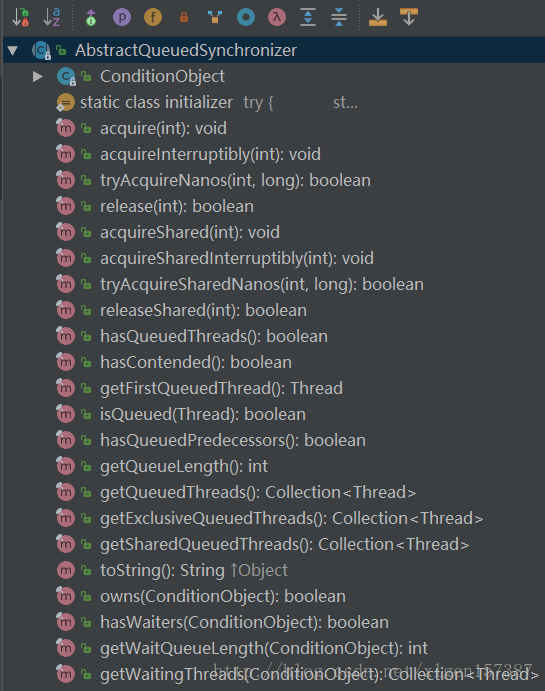 AbstractQueuedSynchronizer
ConditionObject
static class initializer try { st...
acquire(int): void
acquireInterruptibly(int): void
tryAcquireNanos(int, long): boolean
release(int): boolean
acquireShared(int): void
acquireSharedInterruptibly(int): void
tryAcquireSharedNanos(int, long): boolean
releaseShared(int): boolean
hasQueuedThreads(): boolean
hasContended(): boolean
getFirstQueuedThread(): Thread
isQueued(Thread): boolean
hasQueuedPredecessors(): boolean
getQueueLength(): int
getQueuedThreads(): Collection<Thread>
getExclusiveQueuedThreads(): Collection<Thread>
getSharedQueuedThreads(): Collection<Thread>
toString(): String ↑Object
owns(ConditionObject): boolean
hasWaiters(ConditionObject): boolean
getWaitQueueLength(ConditionObject): int
getWaitingThreads(ConditionObject): Collection<Thread>